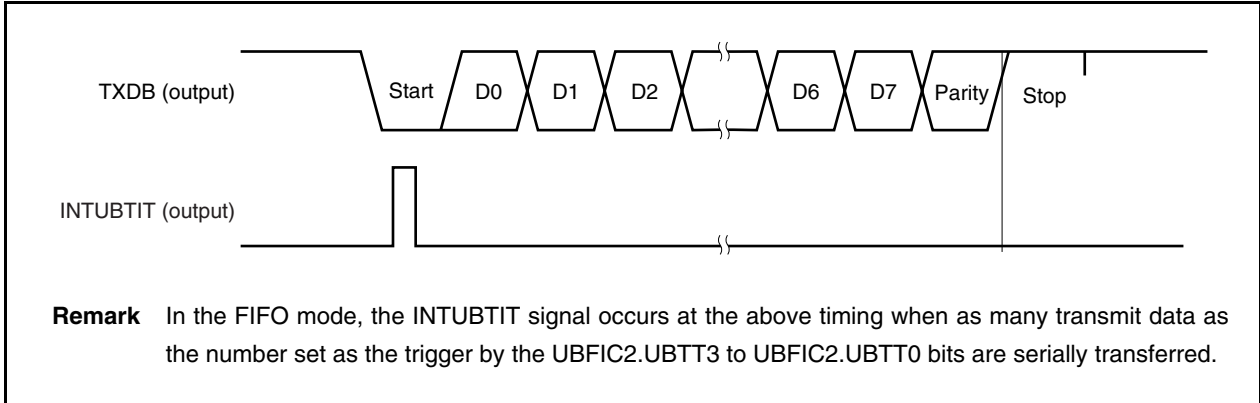 TXDB (output)
Start D0 D1 D2 D6 D7 Parity Stop
INTUBTIT (output)
Remark In the FIFO mode, the INTUBTIT signal occurs at the above timing when as many transmit data as
the number set as the trigger by the UBFIC2.UBTT3 to UBFIC2.UBTT0 bits are serially transferred.